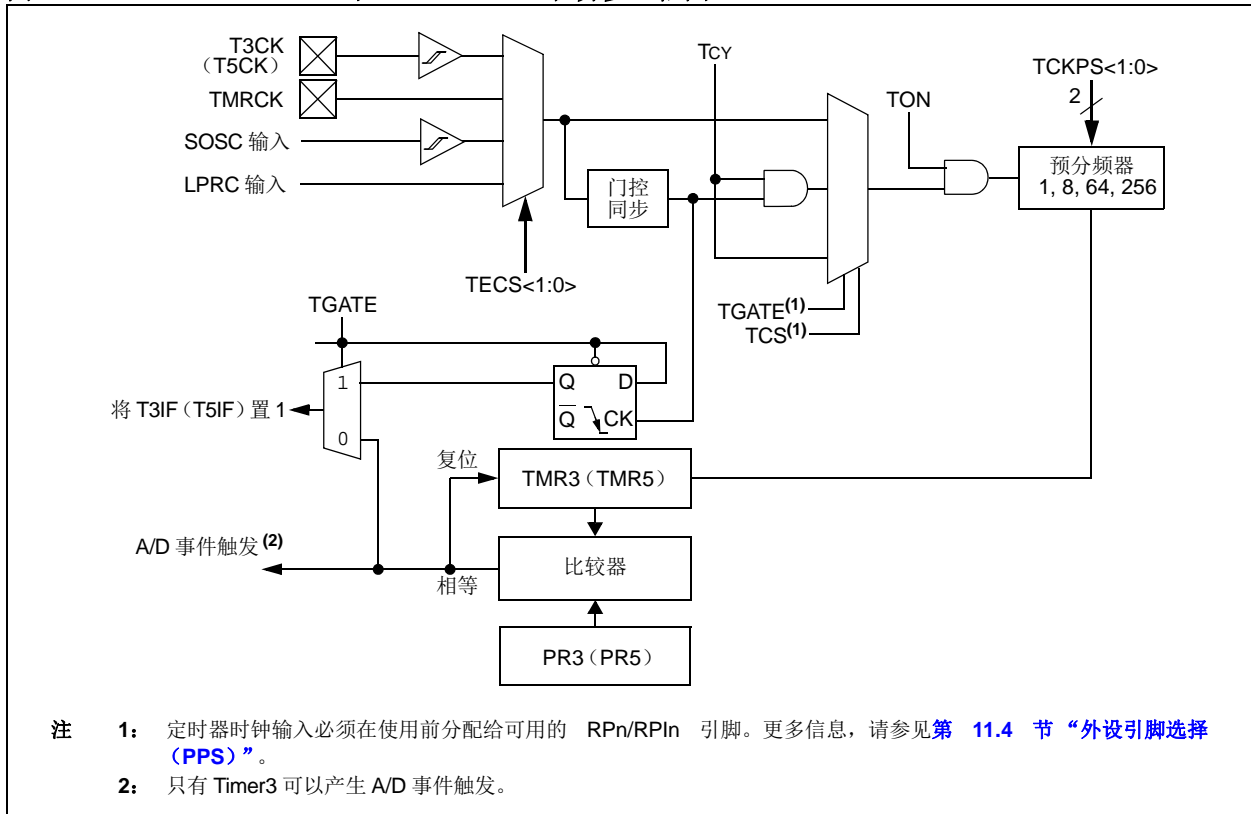 T3CK
（T5CK）
TMRCK
SOSC 输入
LPRC 输入
TECS<1:0>
门控
同步
TCY
TGATE(1)
TCS(1)
TON
TCKPS<1:0>
2
预分频器
1, 8, 64, 256
TGATE
1
0
将 T3IF（T5IF）置 1
Q D
Q CK
复位
TMR3（TMR5）
A/D 事件触发 (2)
相等
比较器
PR3（PR5）
注 1： 定时器时钟输入必须在使用前分配给可用的 RPn/RPIn 引脚。更多信息，请参见第 11.4 节“外设引脚选择
（PPS）”。
2： 只有 Timer3 可以产生 A/D 事件触发。